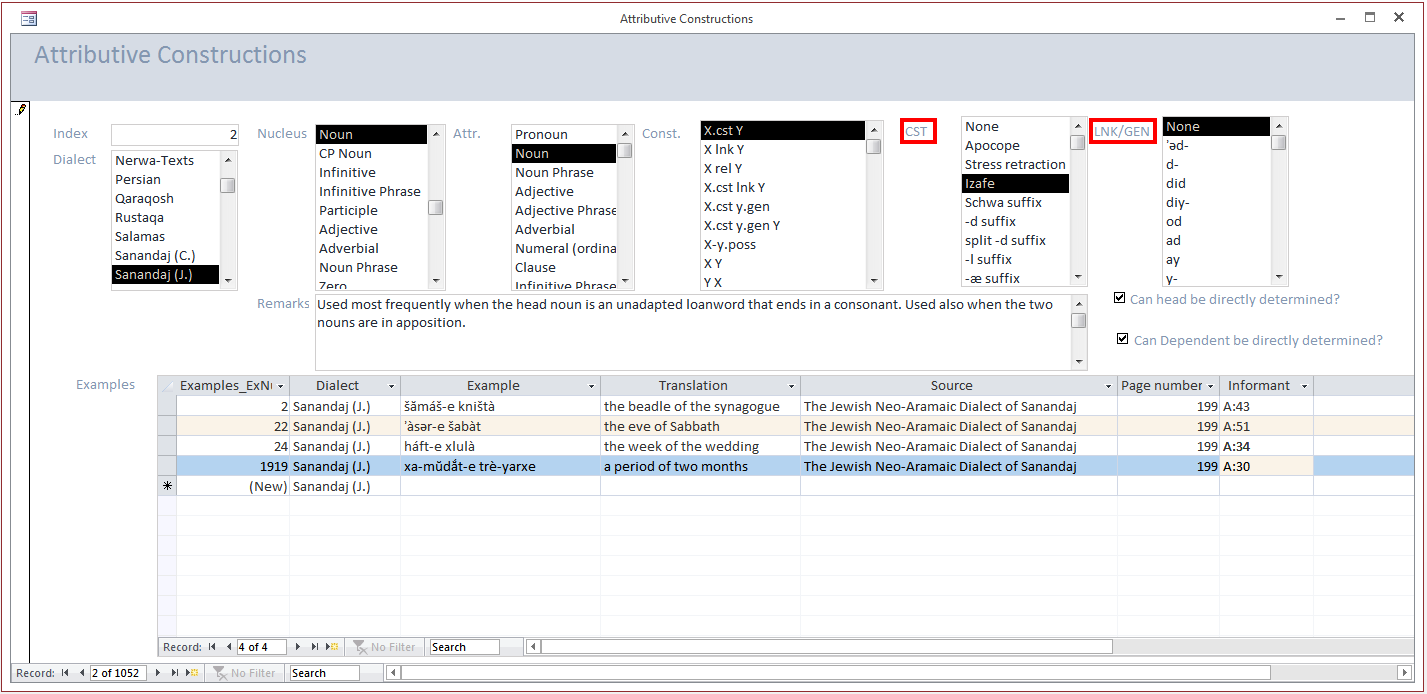 Attributive Constructions
Attributive Constructions
Index 2
Dialect
Nerwa-Texts
Persian
Qaraqosh
Rustaqa
Salamas
Sanandaj (C.)
Sanandaj (J.)
Nucleus
Noun
CP Noun
Infinitive
Infinitive Phrase
Participle
Adjective
Adverbial
Noun Phrase
Zero
Attr.
Pronoun
Noun
Noun Phrase
Adjective
Adjective Phrase
Adverbial
Numeral (ordina
Clause
Infinitive Phrase
Const.
X.cst Y
X lnk Y
X rel Y
X.cst lnk Y
X.cst y.gen
X.cst y.gen Y
X-y.poss
X Y
Y X
CST
None
Apocope
Stress retraction
Izafe
Schwa suffix
-d suffix
split -d suffix
-l suffix
-æ suffix
LNK/GEN
None
ˈəd-
d-
did
diy-
od
ad
ay
y-
Remarks
Used most frequently when the head noun is an unadapted loanword that ends in a consonant. Used also when the two
nouns are in apposition.
Can head be directly determined?
Can Dependent be directly determined?
Examples
Examples_ExNu Dialect Example Translation Source Page number Informant
2 Sanandaj (J.) šămáš-e kništà the beadle of the synagogue The Jewish Neo-Aramaic Dialect of Sanandaj 199 A:43
22 Sanandaj (J.) ʾàsər-e šabàt the eve of Sabbath The Jewish Neo-Aramaic Dialect of Sanandaj 199 A:51
24 Sanandaj (J.) háft-e xlulà the week of the wedding The Jewish Neo-Aramaic Dialect of Sanandaj 199 A:34
1919 Sanandaj (J.) xa-mŭdắt-e trè-yarxe a period of two months The Jewish Neo-Aramaic Dialect of Sanandaj 199 A:30
(New) Sanandaj (J.)
Record: 4 of 4 No Filter Search
Record: 2 of 1052 No Filter Search